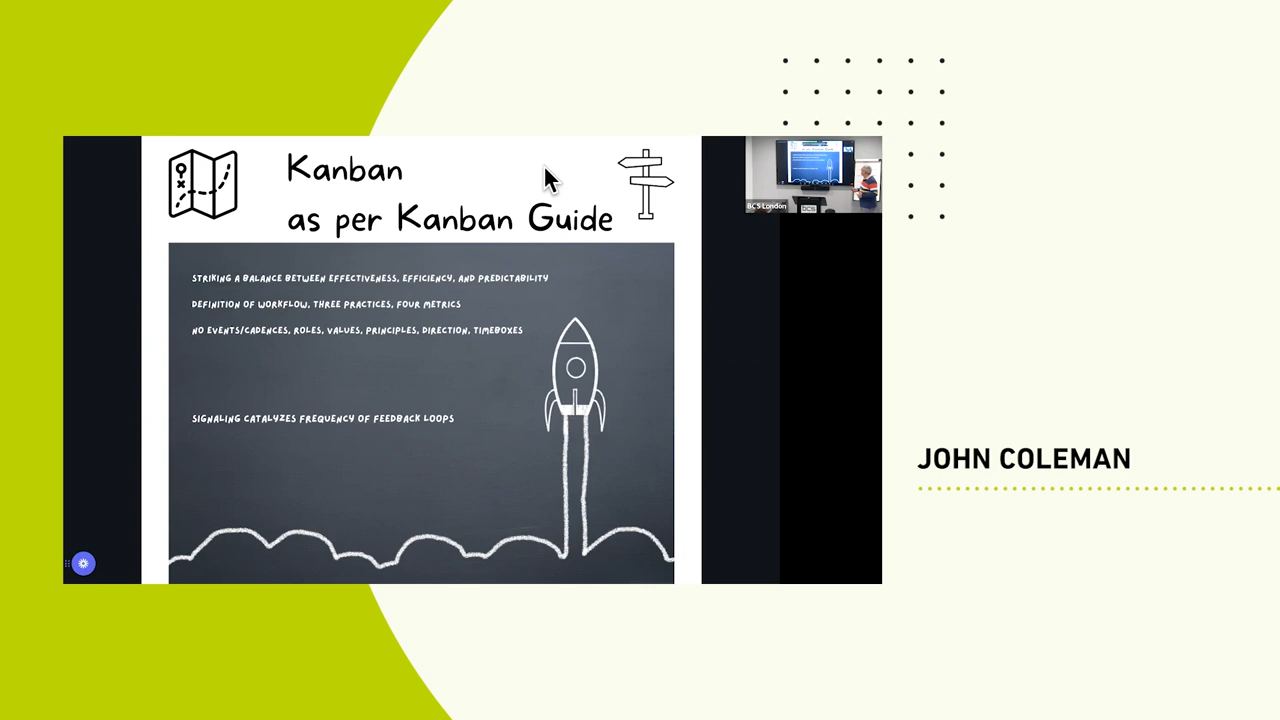 Kanban
as per Kanban Guide
STRIKING A BALANCE BETWEEN EFFECTIVENESS, EFFICIENCY, AND PREDICTABILITY
DEFINITION OF WORKFLOW, THREE PRACTICES, FOUR METRICS
NO EVENTS/CADENCES, ROLES, VALUES, PRINCIPLES, DIRECTION, TIMEBOXES
SIGNALING CATALYZES FREQUENCY OF FEEDBACK LOOPS
BCS London
JOHN COLEMAN